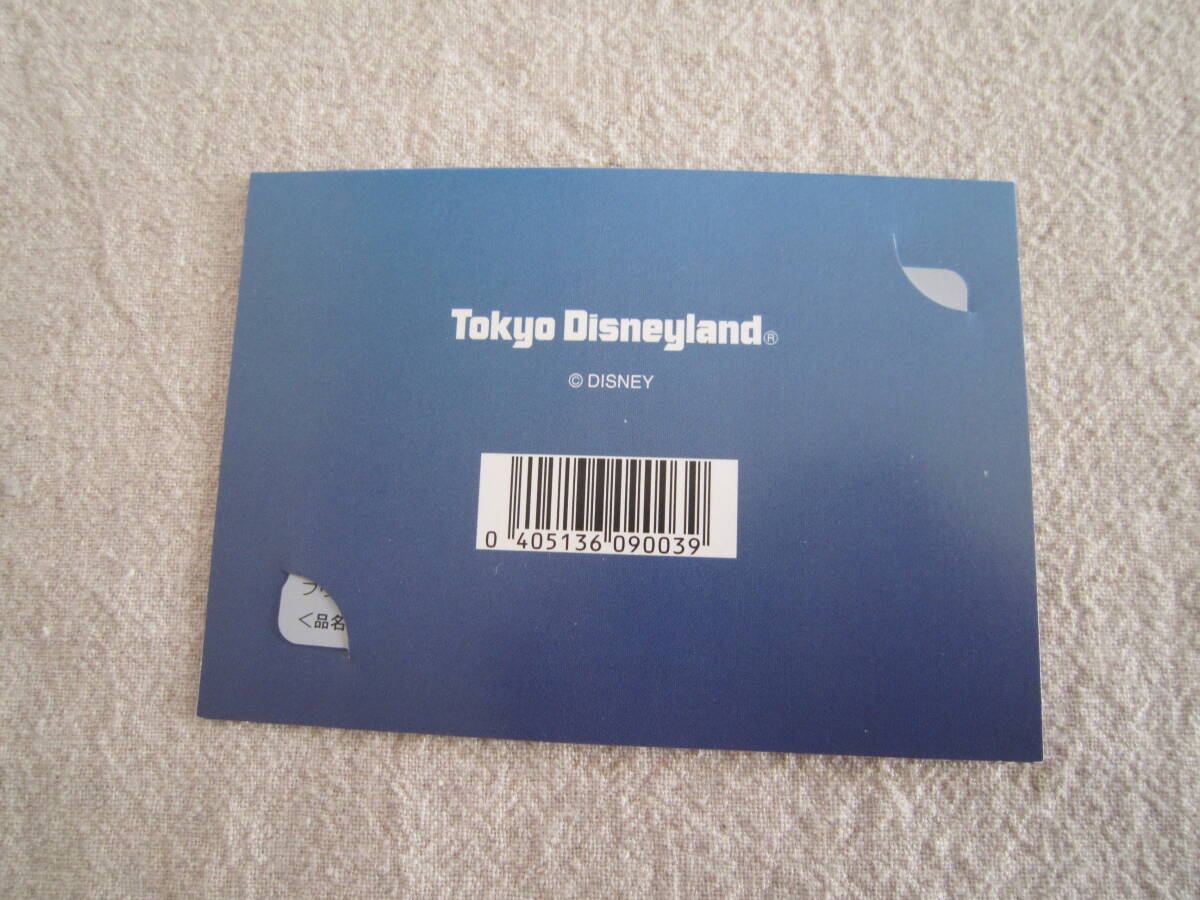 Tokyo Disneyland®
© DISNEY
0 405136 090039
<品名